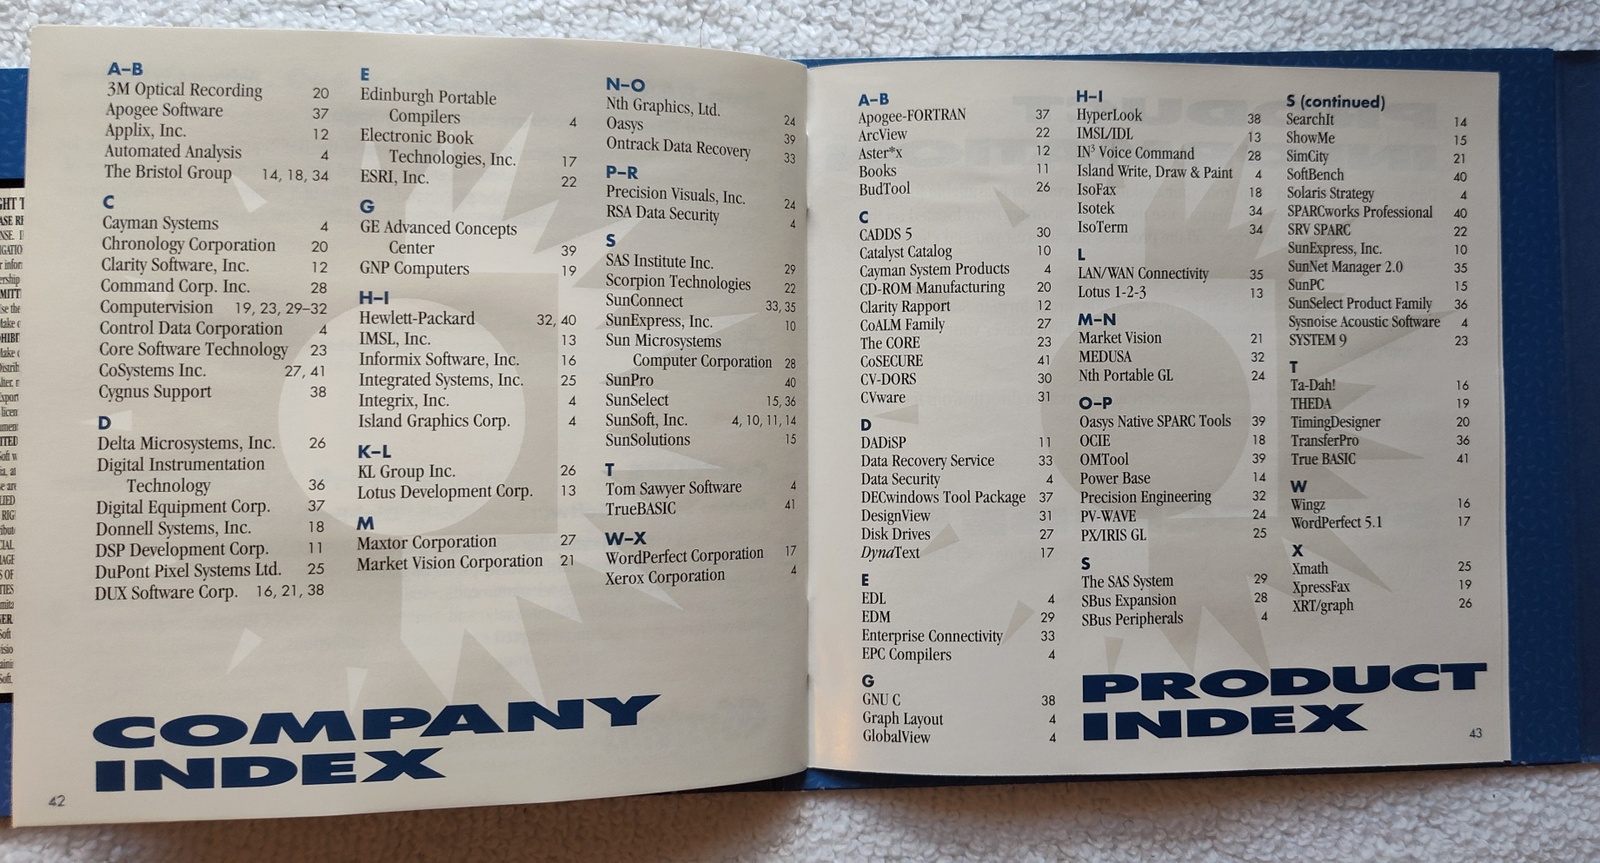 A–B
3M Optical Recording 20
Apogee Software 37
Applix, Inc. 12
Automated Analysis 4
The Bristol Group 14, 18, 34
C
Cayman Systems 4
Chronology Corporation 20
Clarity Software, Inc. 12
Command Corp. Inc. 28
Computervision 19, 23, 29–32
Control Data Corporation 4
Core Software Technology 23
CoSystems Inc. 27, 41
Cygnus Support 38
D
Delta Microsystems, Inc. 26
Digital Instrumentation
Technology 36
Digital Equipment Corp. 37
Donnell Systems, Inc. 18
DSP Development Corp. 11
DuPont Pixel Systems Ltd. 25
DUX Software Corp. 16, 21, 38
E
Edinburgh Portable
Compilers 4
Electronic Book
Technologies, Inc. 17
ESRI, Inc. 22
G
GE Advanced Concepts
Center 39
GNP Computers 19
H–I
Hewlett-Packard 32, 40
IMSL, Inc. 13
Informix Software, Inc. 16
Integrated Systems, Inc. 25
Integrix, Inc. 4
Island Graphics Corp. 4
K–L
KL Group Inc. 26
Lotus Development Corp. 13
M
Maxtor Corporation 27
Market Vision Corporation 21
N–O
Nth Graphics, Ltd. 24
Oasys 39
Ontrack Data Recovery 33
P–R
Precision Visuals, Inc. 24
RSA Data Security 4
S
SAS Institute Inc. 29
Scorpion Technologies 22
SunConnect 33, 35
SunExpress, Inc. 10
Sun Microsystems
Computer Corporation 28
SunPro 40
SunSelect 15, 36
SunSoft, Inc. 4, 10, 11, 14
SunSolutions 15
T
Tom Sawyer Software 4
TrueBASIC 41
W–X
WordPerfect Corporation 17
Xerox Corporation 4
COMPANY
INDEX
42
A–B
Apogee-FORTRAN 37
ArcView 22
Aster*x 12
Books 11
BudTool 26
C
CADDS 5 30
Catalyst Catalog 10
Cayman System Products 4
CD-ROM Manufacturing 20
Clarity Rapport 12
CoALM Family 27
The CORE 23
CoSECURE 41
CV-DORS 30
CVware 31
D
DADiSP 11
Data Recovery Service 33
Data Security 4
DECwindows Tool Package 37
DesignView 31
Disk Drives 27
DynaText 17
E
EDL 4
EDM 29
Enterprise Connectivity 33
EPC Compilers 4
G
GNU C 38
Graph Layout 4
GlobalView 4
H–I
HyperLook 38
IMSL/IDL 13
IN³ Voice Command 28
Island Write, Draw & Paint 4
IsoFax 18
Isotek 34
IsoTerm 34
L
LAN/WAN Connectivity 35
Lotus 1-2-3 13
M–N
Market Vision 21
MEDUSA 32
Nth Portable GL 24
O–P
Oasys Native SPARC Tools 39
OCIE 18
OMTool 39
Power Base 14
Precision Engineering 32
PV-WAVE 24
PX/IRIS GL 25
S
The SAS System 29
SBus Expansion 28
SBus Peripherals 4
S (continued)
SearchIt 14
ShowMe 15
SimCity 21
SoftBench 40
Solaris Strategy 4
SPARCworks Professional 40
SRV SPARC 22
SunExpress, Inc. 10
SunNet Manager 2.0 35
SunPC 15
SunSelect Product Family 36
Sysnoise Acoustic Software 4
SYSTEM 9 23
T
Ta-Dah! 16
THEDA 19
TimingDesigner 20
TransferPro 36
True BASIC 41
W
Wingz 16
WordPerfect 5.1 17
X
Xmath 25
XpressFax 19
XRT/graph 26
PRODUCT
INDEX
43